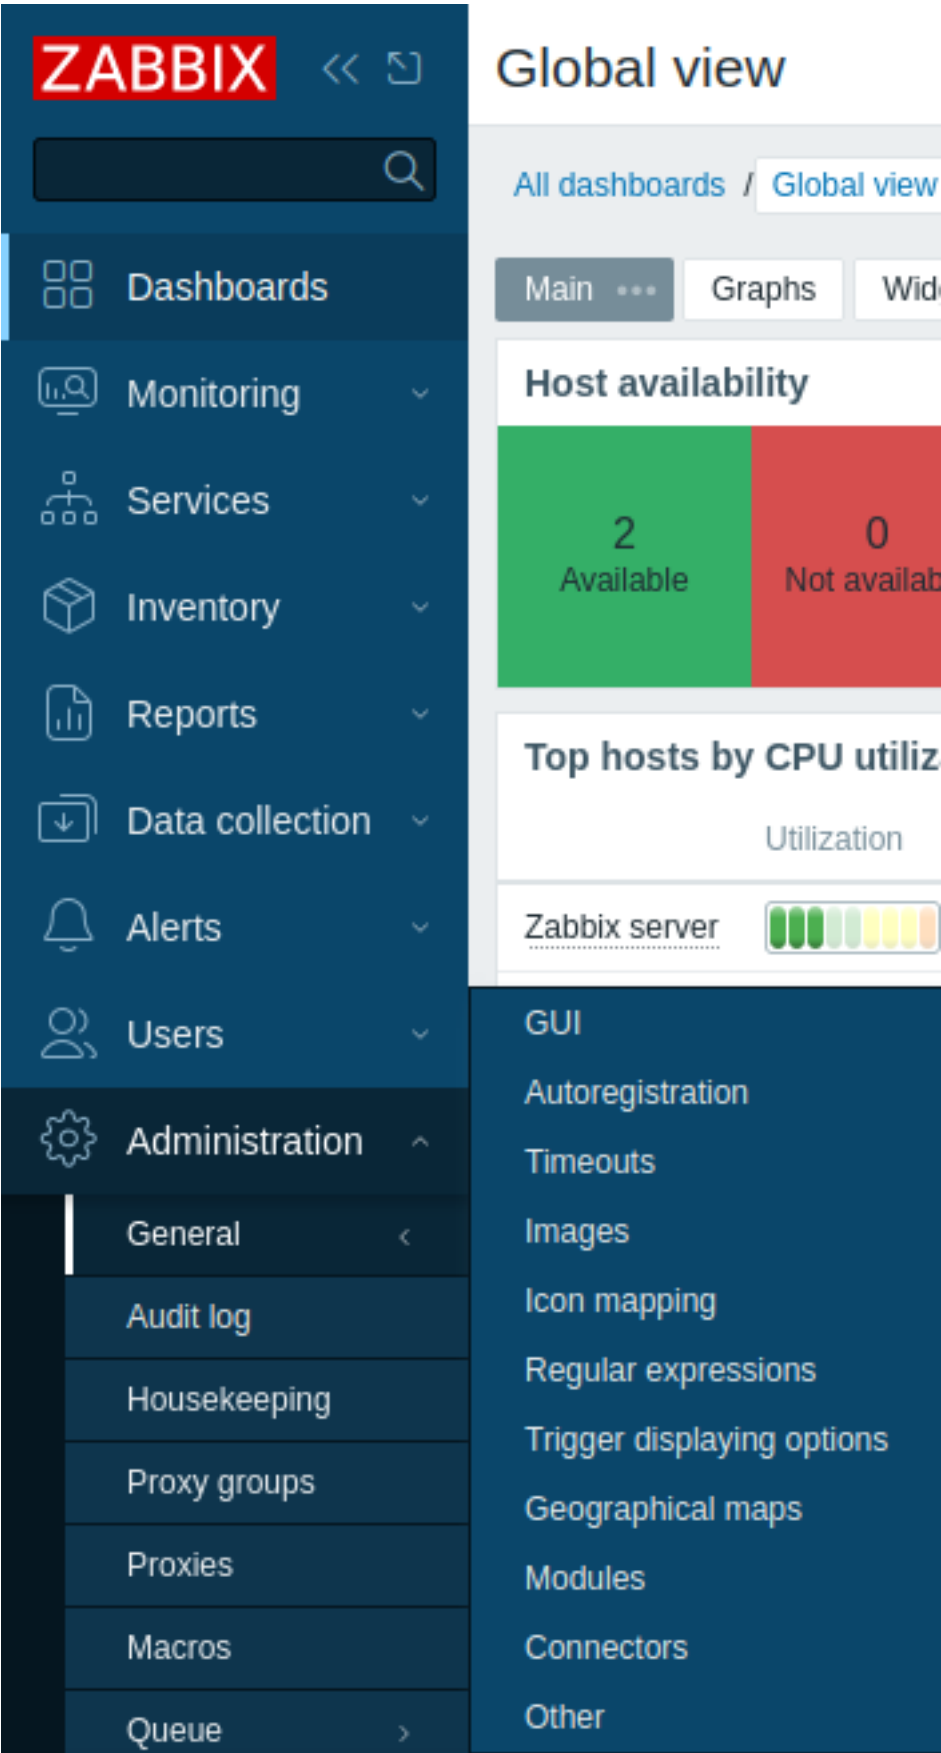 ZABBIX
Global view
All dashboards / Global view
Dashboards
Main
Graphs
Monitoring
Host availability
Services
2
0
Available
Not
Inventory
Reports
Top hosts by CPU
Data collection
Utilization
Alerts
Zabbix server
Users
GUI
Autoregistration
Administration
Timeouts
General
Images
Icon mapping
Audit log
Regular expressions
Housekeeping
Trigger displaying options
Proxy groups
Geographical maps
Proxies
Modules
Macros
Connectors
Queue
Other